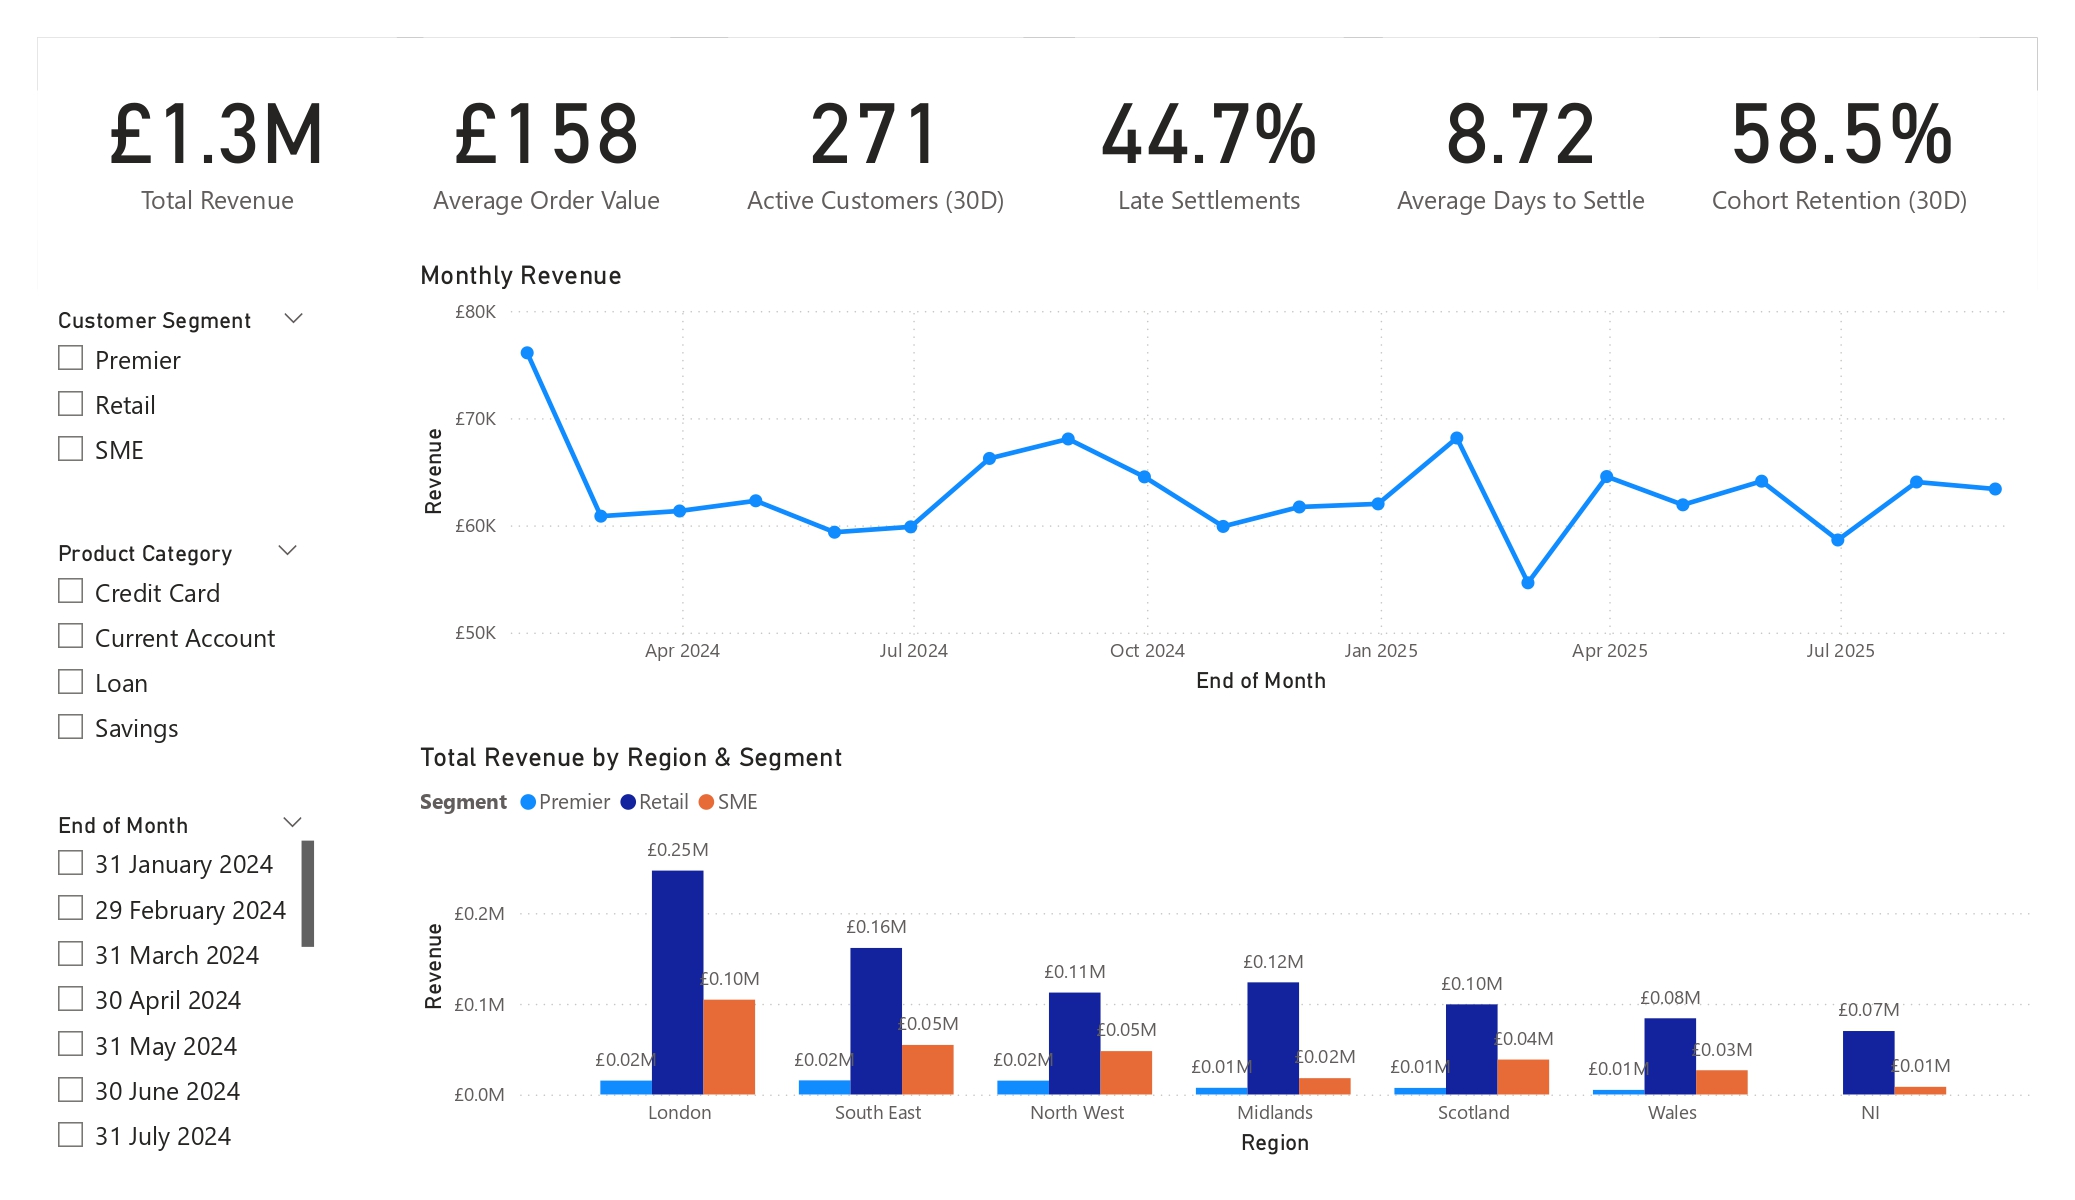 £1.3M
Total Revenue
£158
Average Order Value
271
Active Customers (30D)
44.7%
Late Settlements
8.72
Average Days to Settle
58.5%
Cohort Retention (30D)
Customer Segment
Premier
Retail
SME
Product Category
Credit Card
Current Account
Loan
Savings
End of Month
31 January 2024
29 February 2024
31 March 2024
30 April 2024
31 May 2024
30 June 2024
31 July 2024
Monthly Revenue
Revenue
£80K
£70K
£60K
£50K
Apr 2024 Jul 2024 Oct 2024 Jan 2025 Apr 2025 Jul 2025
End of Month
Total Revenue by Region & Segment
Segment Premier Retail SME
Revenue
£0.2M
£0.1M
£0.0M
£0.02M £0.25M £0.10M
£0.02M £0.16M £0.05M
£0.02M £0.11M £0.05M
£0.01M £0.12M £0.02M
£0.01M £0.10M £0.04M
£0.01M £0.08M £0.03M
£0.07M £0.01M
London South East North West Midlands Scotland Wales NI
Region